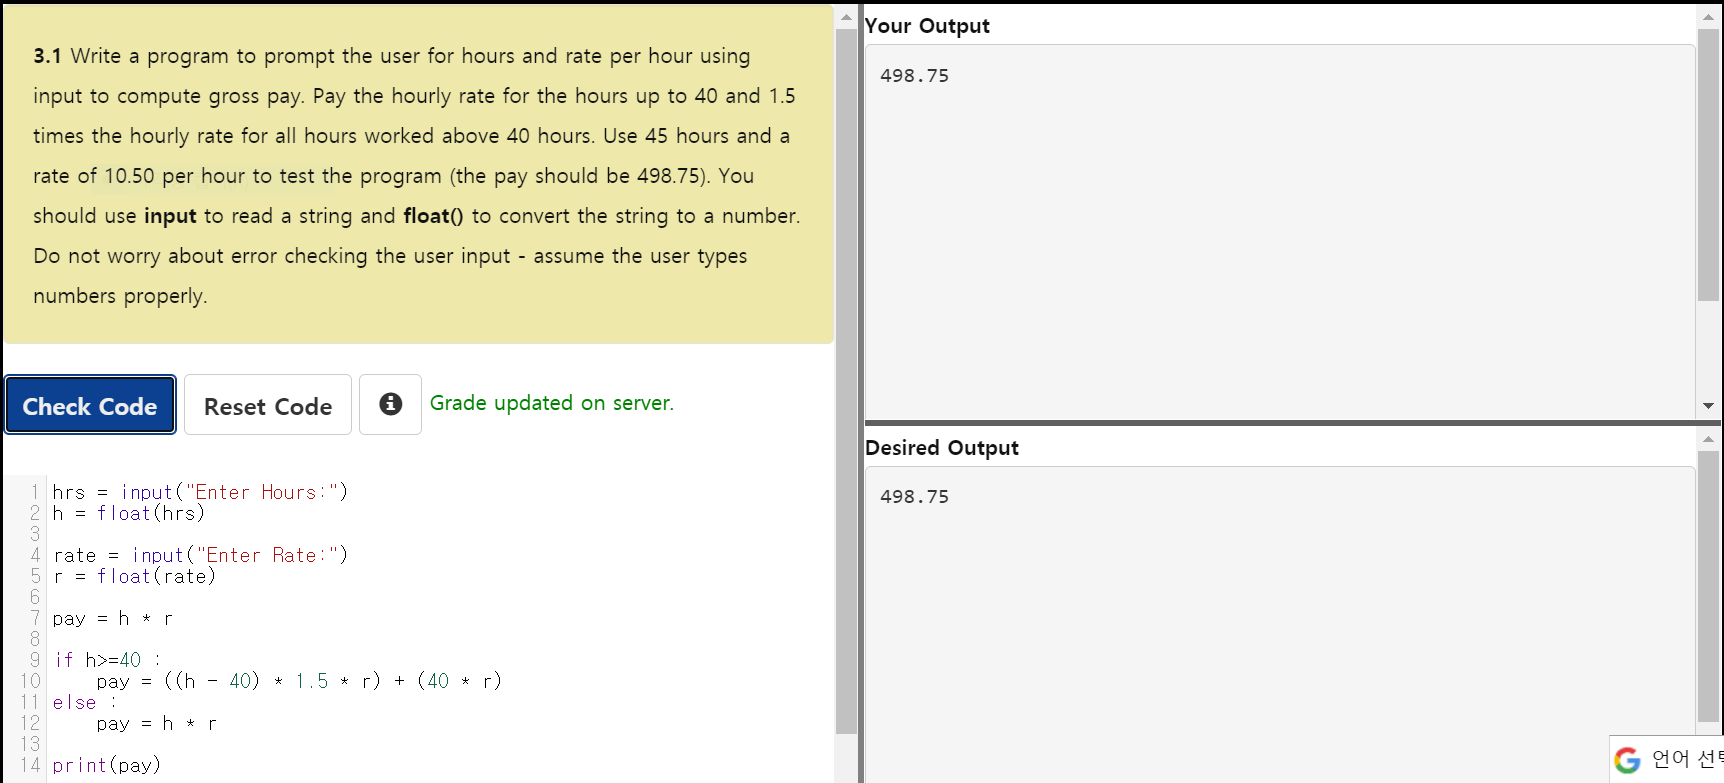 3.1 Write a program to prompt the user for hours and rate per hour using
input to compute gross pay. Pay the hourly rate for the hours up to 40 and 1.5
times the hourly rate for all hours worked above 40 hours. Use 45 hours and a
rate of 10.50 per hour to test the program (the pay should be 498.75). You
should use input to read a string and float() to convert the string to a number.
Do not worry about error checking the user input - assume the user types
numbers properly.
Check Code
Reset Code
Grade updated on server.
1 hrs = input("Enter Hours:")
2 h = float(hrs)
3
4 rate = input("Enter Rate:")
5 r = float(rate)
6
7 pay = h * r
8
9 if h>=40 :
10     pay = ((h - 40) * 1.5 * r) + (40 * r)
11 else :
12     pay = h * r
13
14 print(pay)
Your Output
498.75
Desired Output
498.75
언어